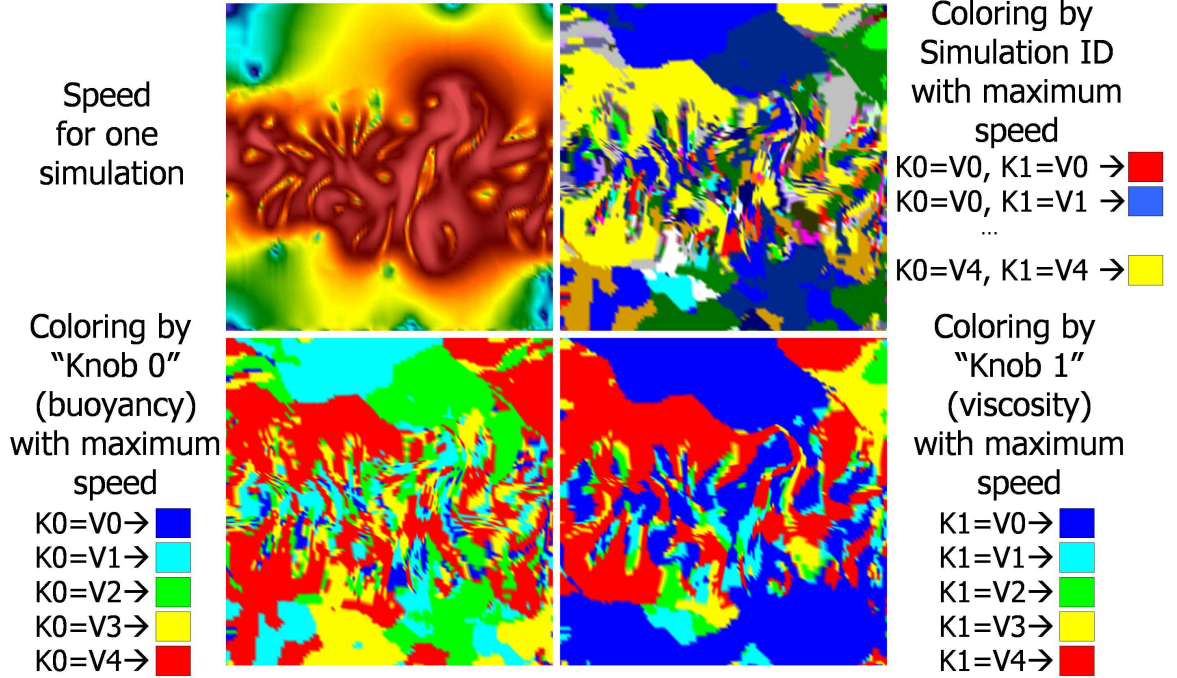 Speed
for one
simulation
Coloring by
Simulation ID
with maximum
speed
K0=V0, K1=V0 →
K0=V0, K1=V1 →
...
K0=V4, K1=V4 →
Coloring by
“Knob 0”
(buoyancy)
with maximum
speed
K0=V0→
K0=V1→
K0=V2→
K0=V3→
K0=V4→
Coloring by
“Knob 1”
(viscosity)
with maximum
speed
K1=V0→
K1=V1→
K1=V2→
K1=V3→
K1=V4→